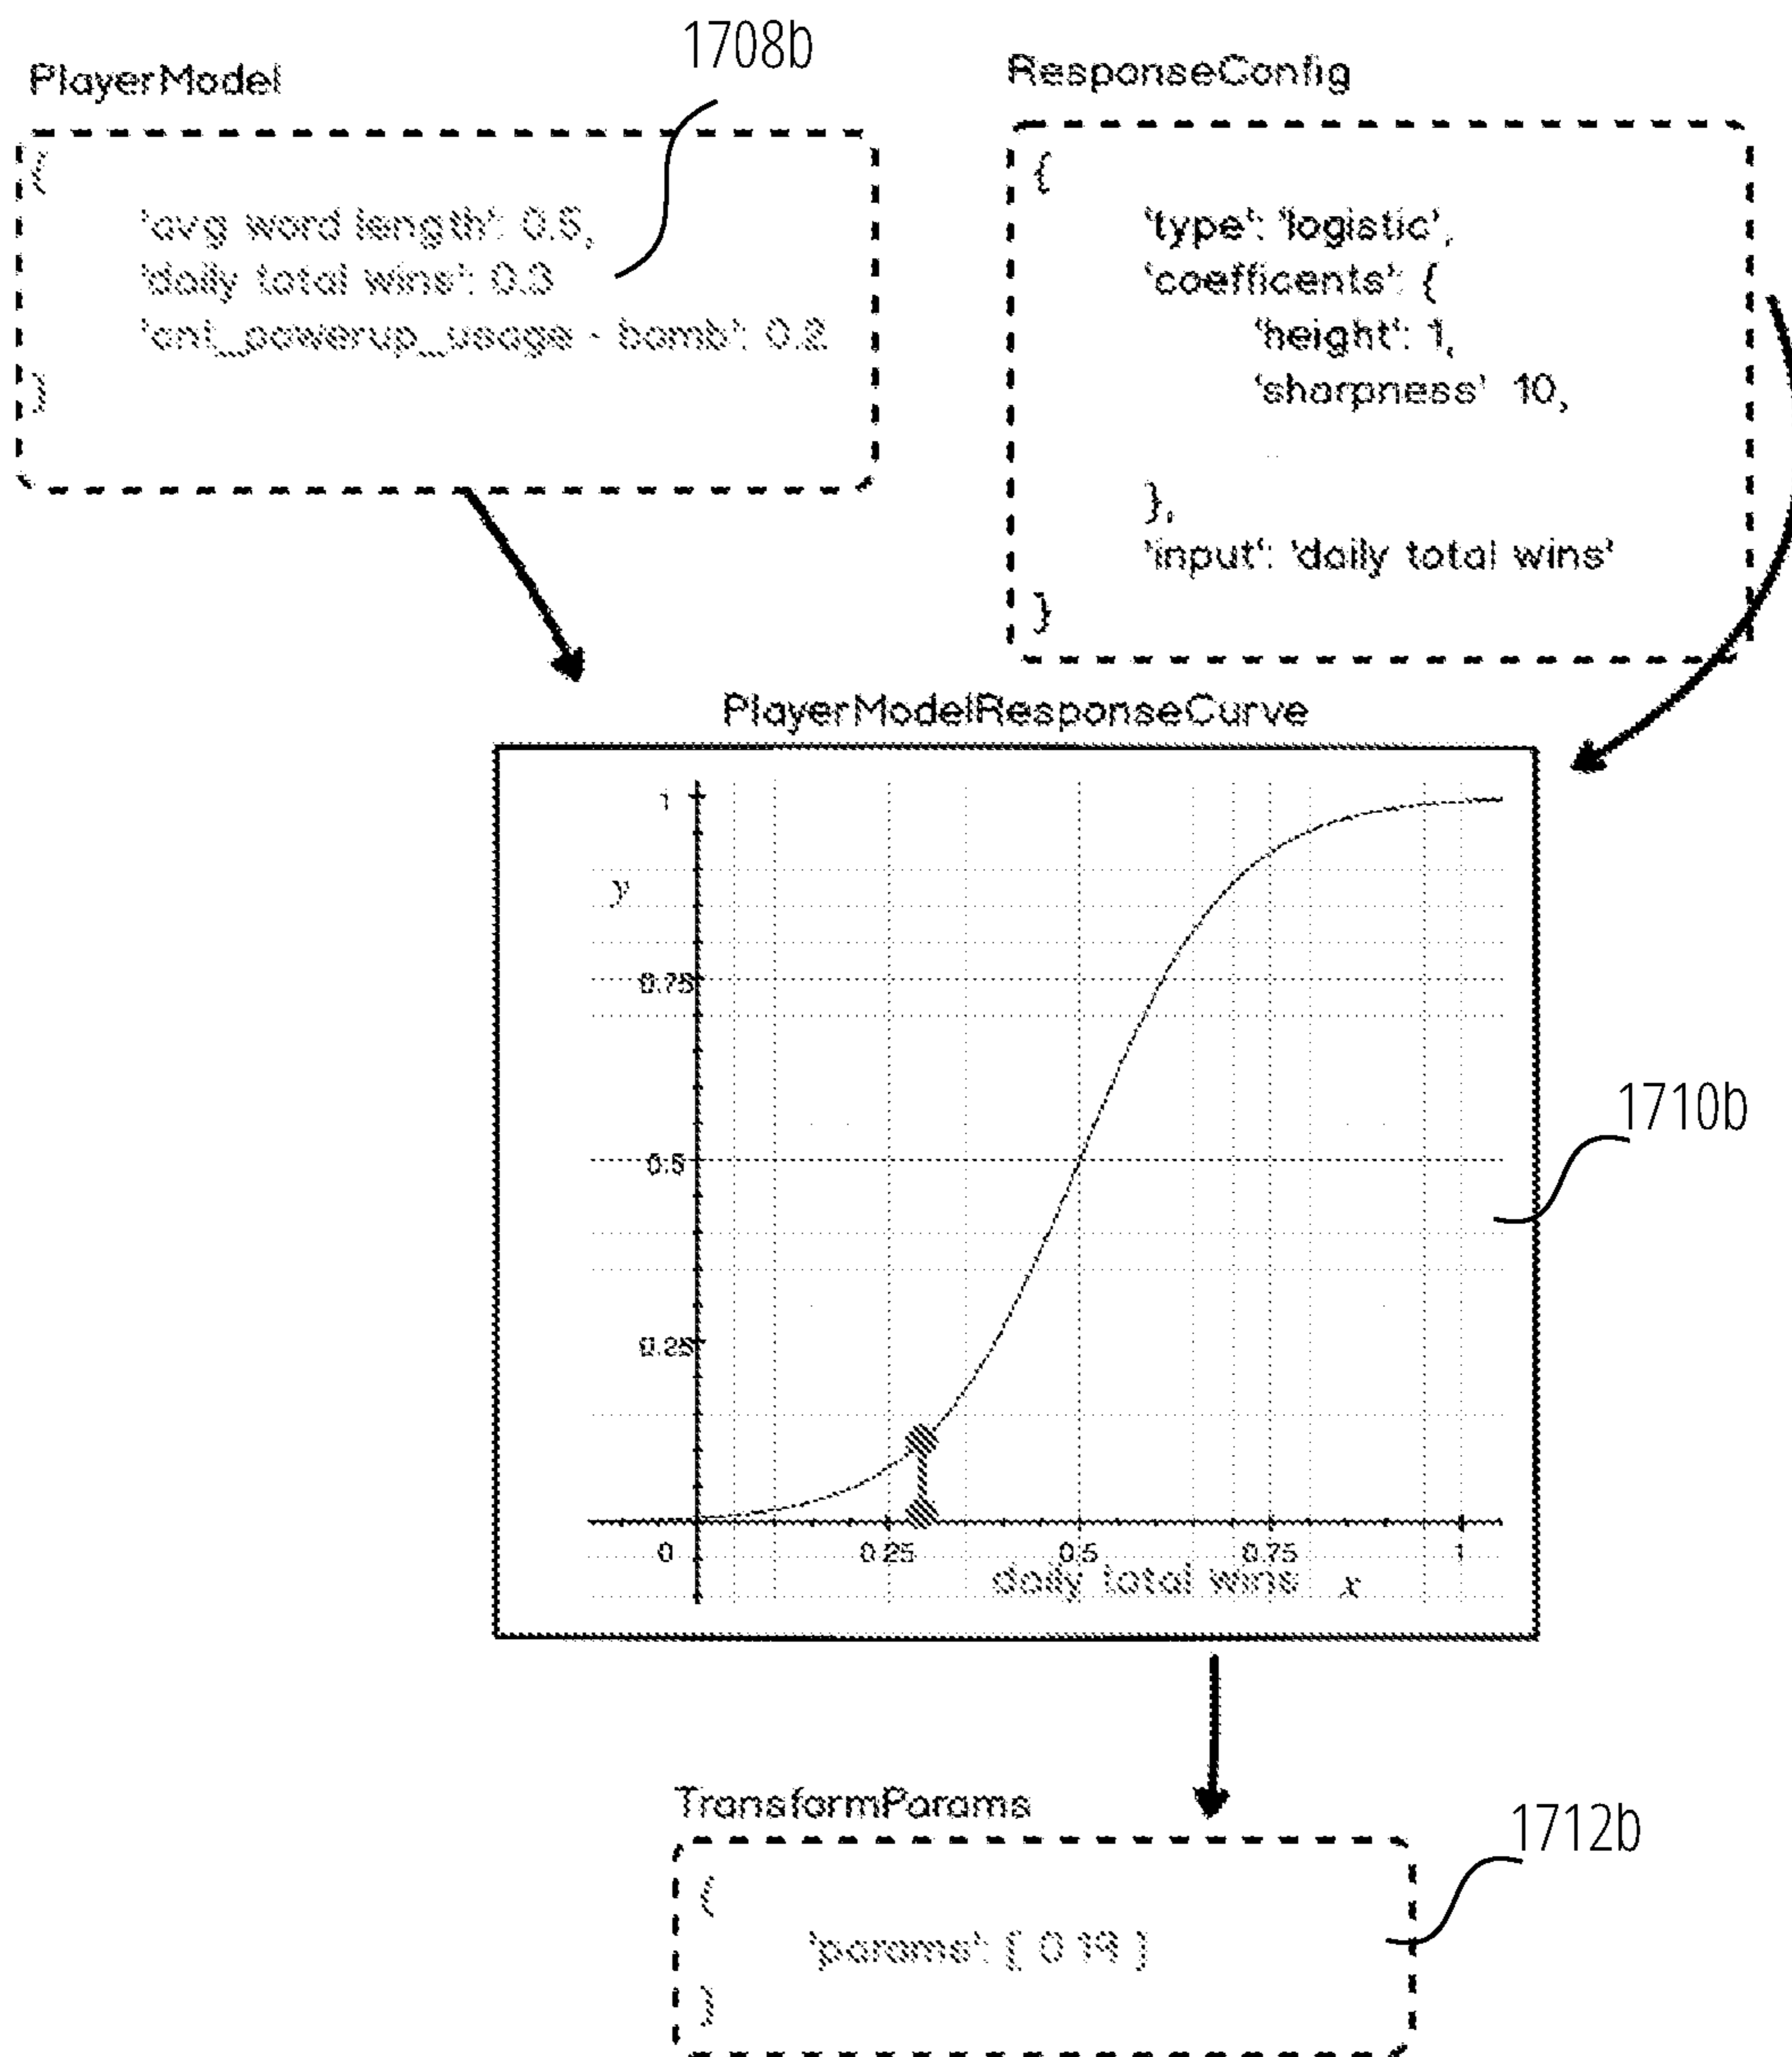 1708b
PlayerModel
{
'avg word length': 0.5,
'daily total wins': 0.3
'cnt_powerup_usage - bomb': 0.2
}
ResponseConfig
{
'type': 'logistic',
'coefficents': {
'height': 1,
'sharpness' 10,
},
'input': 'daily total wins'
}
PlayerModelResponseCurve
1
y
0.75
0.5
0.25
0 0.25 0.5 0.75 1
daily total wins x
1710b
TransformParams
1712b
{
'params': [ 0.19 ]
}